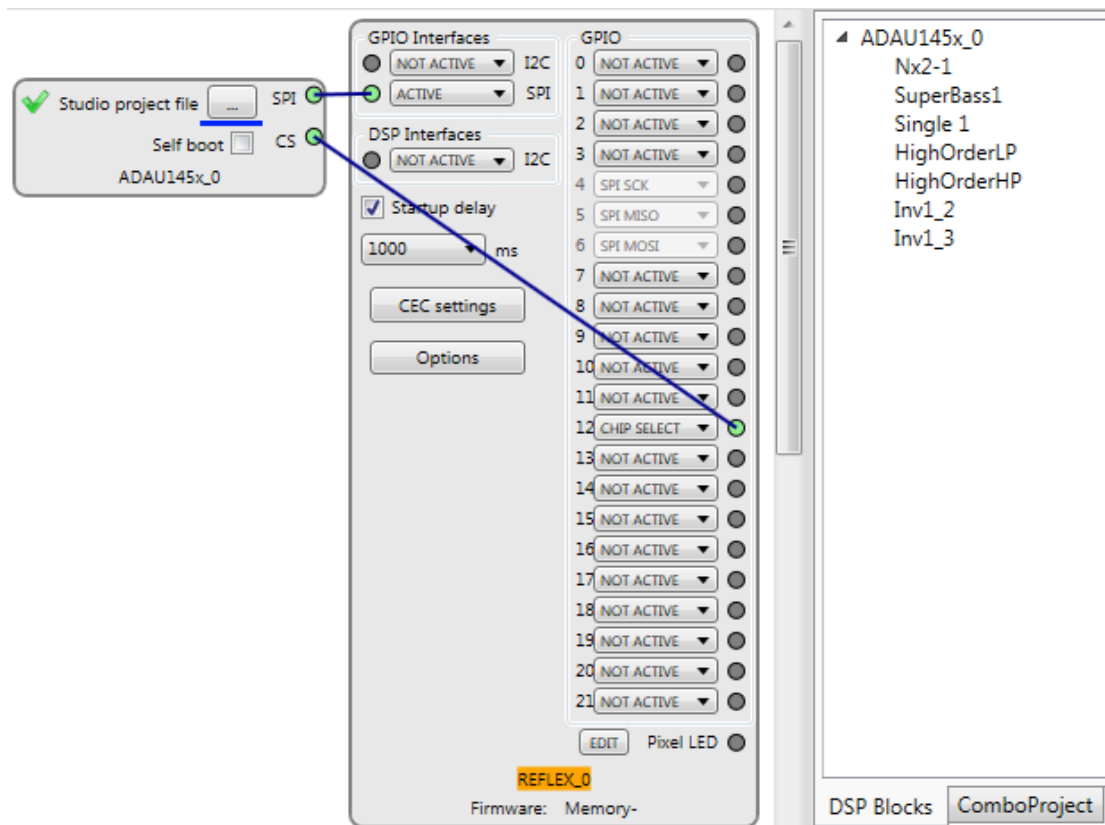 Studio project file ... SPI
Self boot CS
ADAU145x_0
GPIO Interfaces
NOT ACTIVE I2C
ACTIVE SPI
DSP Interfaces
NOT ACTIVE I2C
Startup delay
1000 ms
CEC settings
Options
GPIO
0 NOT ACTIVE
1 NOT ACTIVE
2 NOT ACTIVE
3 NOT ACTIVE
4 SPI SCK
5 SPI MISO
6 SPI MOSI
7 NOT ACTIVE
8 NOT ACTIVE
9 NOT ACTIVE
10 NOT ACTIVE
11 NOT ACTIVE
12 CHIP SELECT
13 NOT ACTIVE
14 NOT ACTIVE
15 NOT ACTIVE
16 NOT ACTIVE
17 NOT ACTIVE
18 NOT ACTIVE
19 NOT ACTIVE
20 NOT ACTIVE
21 NOT ACTIVE
EDIT Pixel LED
REFLEX_0
Firmware: Memory-
ADAU145x_0
Nx2-1
SuperBass1
Single 1
HighOrderLP
HighOrderHP
Inv1_2
Inv1_3
DSP Blocks ComboProject